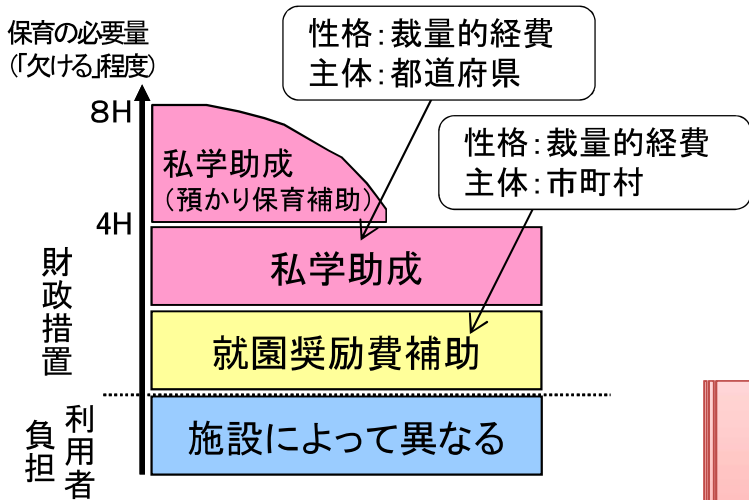 保育の必要量
（｢欠ける｣程度）
性格：裁量的経費
主体：都道府県
8H
性格：裁量的経費
主体：市町村
私学助成
（預かり保育補助）
4H
私学助成
財政措置
就園奨励費補助
利用者
負担
施設によって異なる